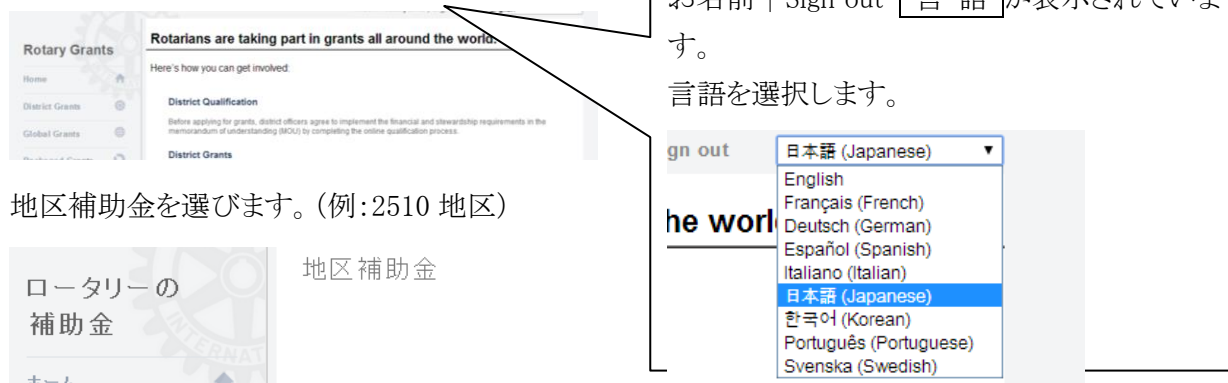 お名前 | Sign out 言 語 が表示されていま
す。
言語を選択します。
Rotary Grants
Home
District Grants
Global Grants
Rotarians are taking part in grants all around the world.
Here's how you can get involved:
District Qualification
Before applying for grants, district officers agree to implement the financial and stewardship requirements in the
memorandum of understanding (MOU) by completing the online qualification process.
District Grants
gn out
日本語 (Japanese)
English
Français (French)
Deutsch (German)
Español (Spanish)
Italiano (Italian)
日本語 (Japanese)
한국어 (Korean)
Português (Portuguese)
Svenska (Swedish)
he worl
地区補助金を選びます。(例:2510 地区)
ロータリーの
補助金
ホーム
地区補助金